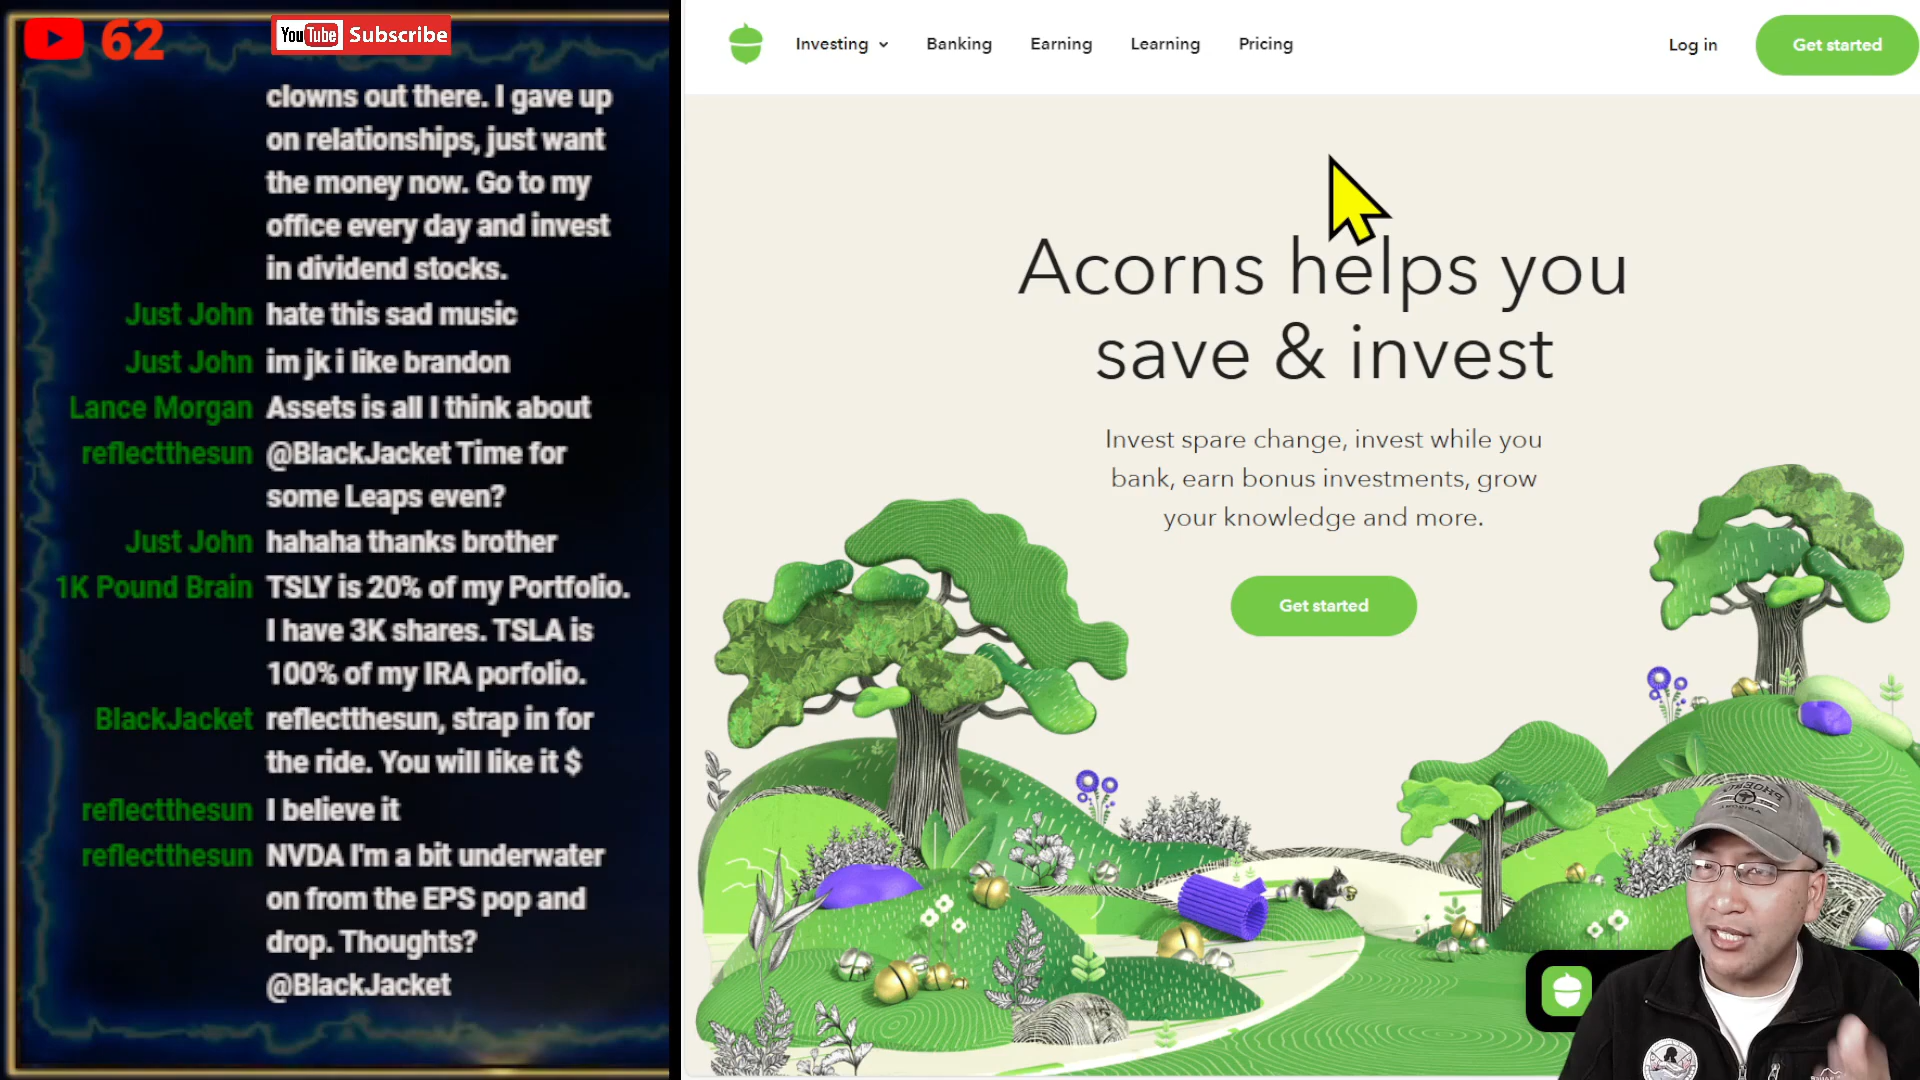 62
YouTube Subscribe
clowns out there. I gave up
on relationships, just want
the money now. Go to my
office every day and invest
in dividend stocks.
Just John hate this sad music
Just John im jk i like brandon
Lance Morgan Assets is all I think about
reflectthesun @BlackJacket Time for
some Leaps even?
Just John hahaha thanks brother
1K Pound Brain TSLY is 20% of my Portfolio.
I have 3K shares. TSLA is
100% of my IRA porfolio.
BlackJacket reflectthesun, strap in for
the ride. You will like it $
reflectthesun I believe it
reflectthesun NVDA I'm a bit underwater
on from the EPS pop and
drop. Thoughts?
@BlackJacket
Investing Banking Earning Learning Pricing Log in Get started
Acorns helps you
save & invest
Invest spare change, invest while you
bank, earn bonus investments, grow
your knowledge and more.
Get started